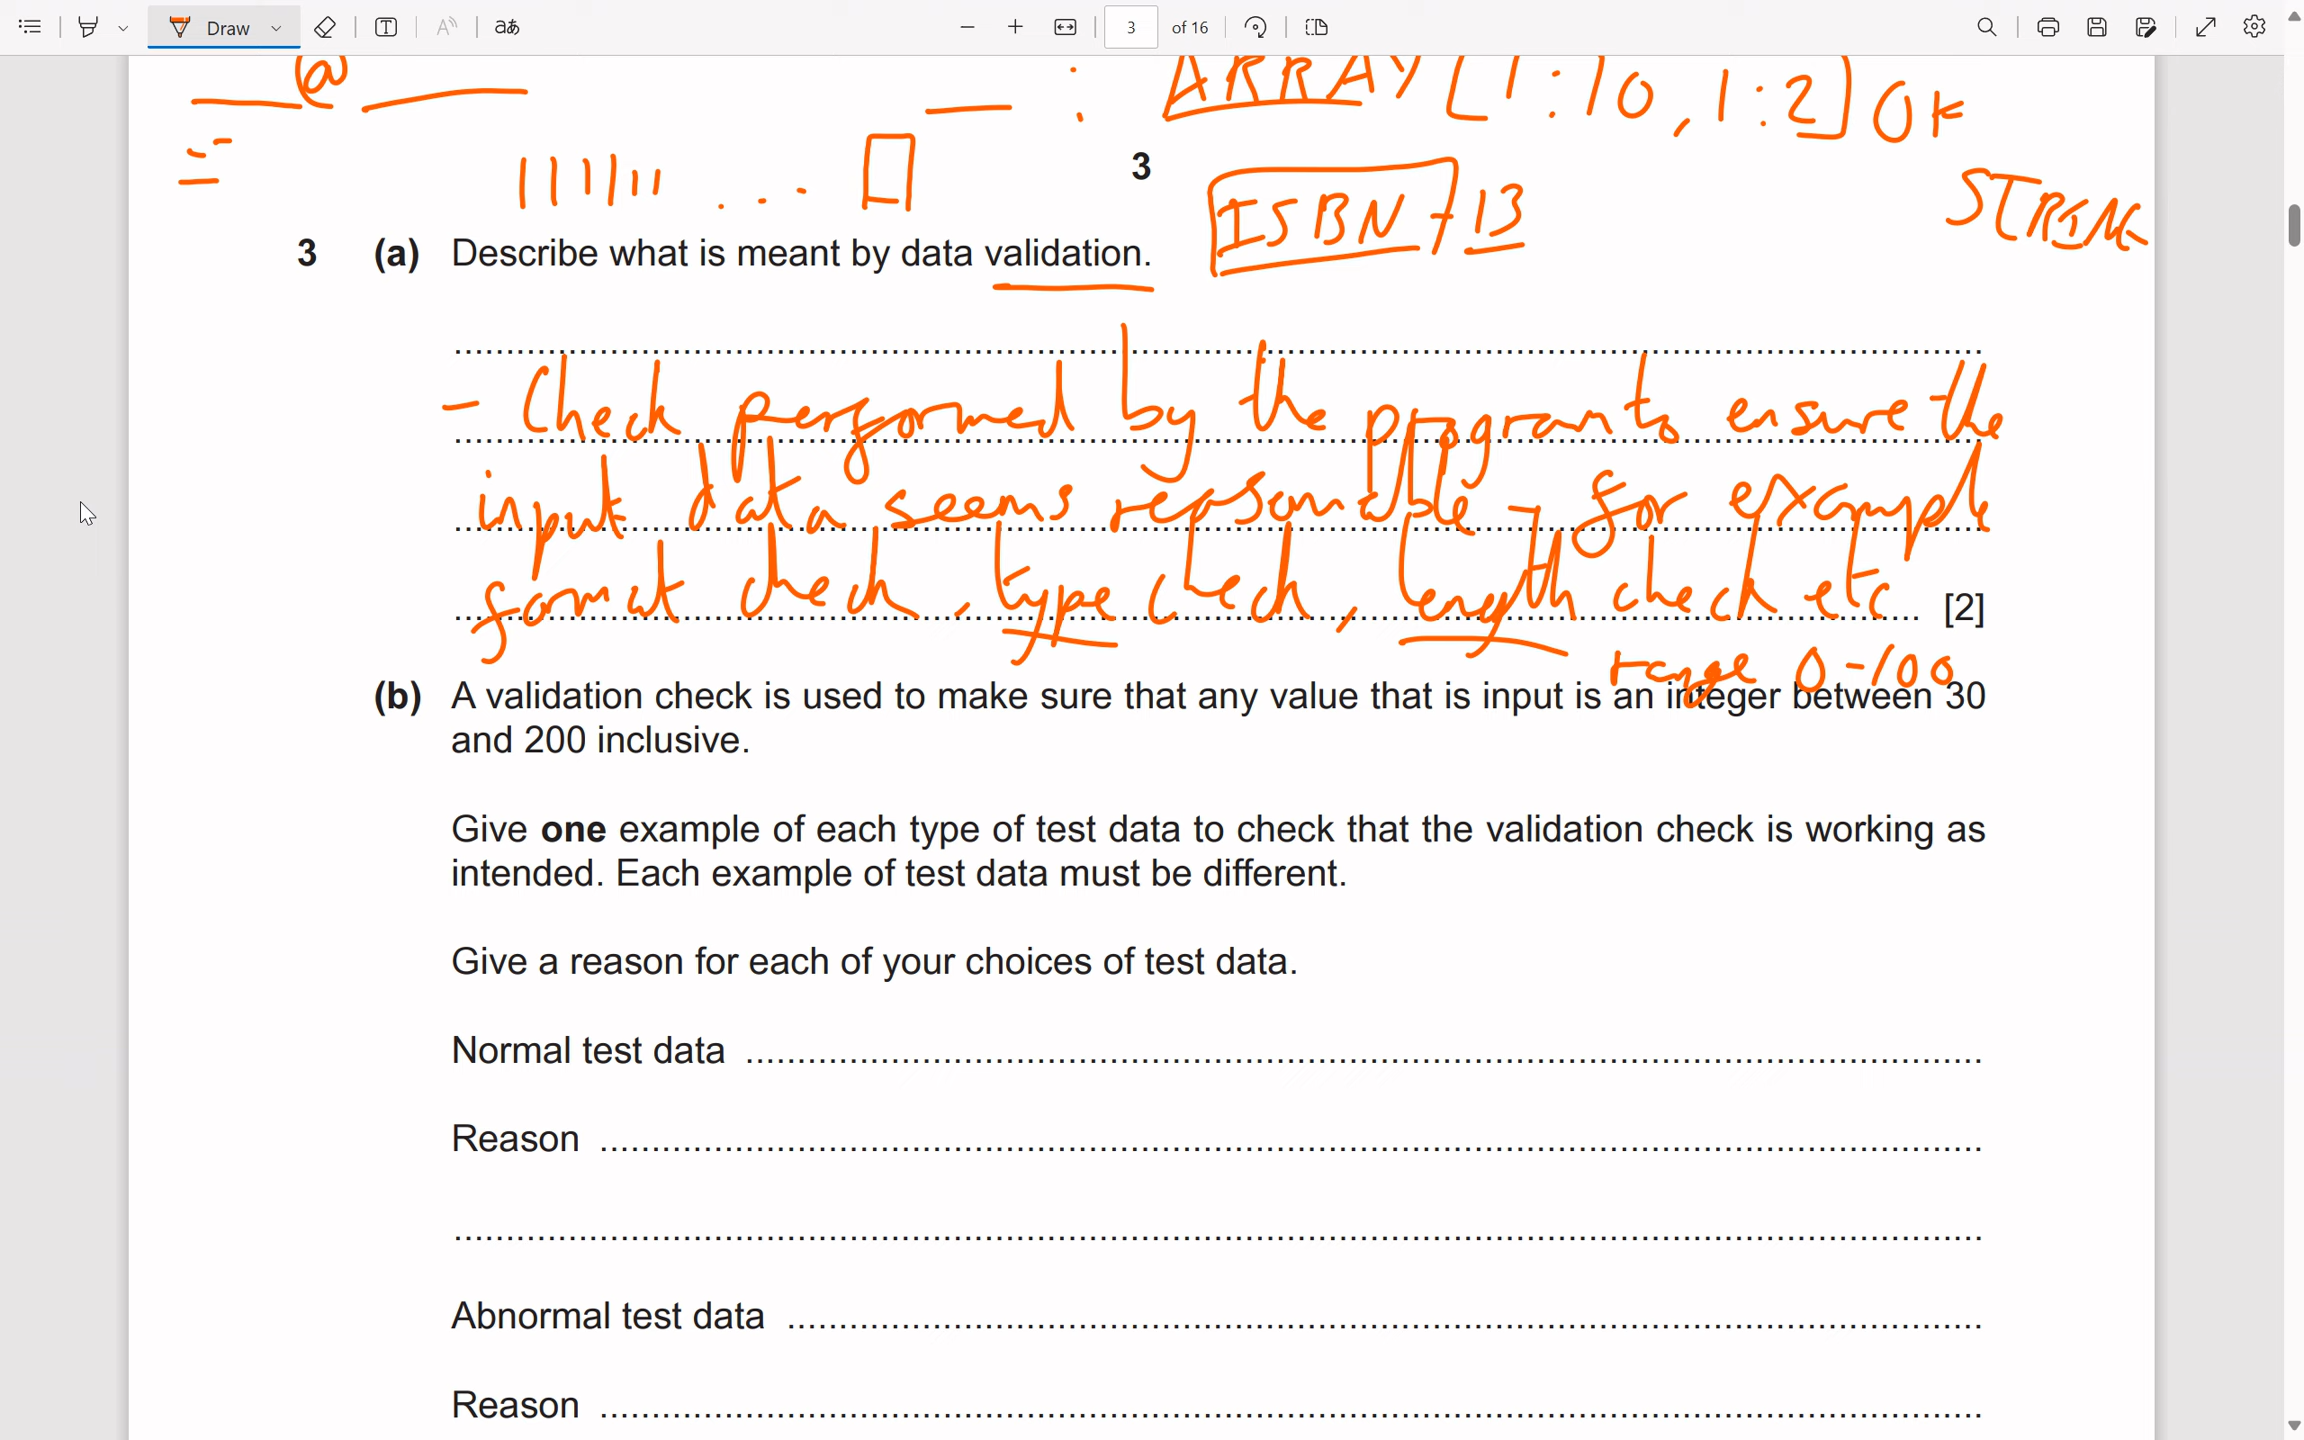 Draw
3 of 16
@
: ARRAY [1:10, 1:2] OF
STRING
3
ISBN → 13
3 (a) Describe what is meant by data validation.
- Check performed by the program to ensure the
input data seems reasonable - for example
format check, type check, length check etc [2]
range 0-100
(b) A validation check is used to make sure that any value that is input is an integer between 30
and 200 inclusive.
Give one example of each type of test data to check that the validation check is working as
intended. Each example of test data must be different.
Give a reason for each of your choices of test data.
Normal test data
Reason
Abnormal test data
Reason